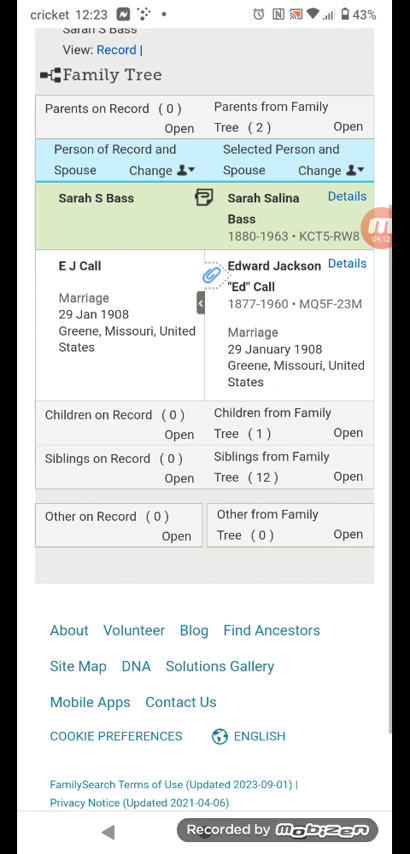 cricket 12:23 43%
Sarah S Bass
View: Record |
Family Tree
Parents on Record ( 0 )
Open
Parents from Family
Tree ( 2 ) Open
Person of Record and
Spouse Change
Selected Person and
Spouse Change
Sarah S Bass
Sarah Salina
Bass
Details
1880-1963 • KCT5-RW8
09:12
E J Call
Marriage
29 Jan 1908
Greene, Missouri, United
States
Edward Jackson
"Ed" Call
Details
1877-1960 • MQ5F-23M
Marriage
29 January 1908
Greene, Missouri, United
States
Children on Record ( 0 )
Open
Children from Family
Tree ( 1 ) Open
Siblings on Record ( 0 )
Open
Siblings from Family
Tree ( 12 ) Open
Other on Record ( 0 )
Open
Other from Family
Tree ( 0 ) Open
About Volunteer Blog Find Ancestors
Site Map DNA Solutions Gallery
Mobile Apps Contact Us
COOKIE PREFERENCES ENGLISH
FamilySearch Terms of Use (Updated 2023-09-01) |
Privacy Notice (Updated 2021-04-06)
Recorded by mobizen